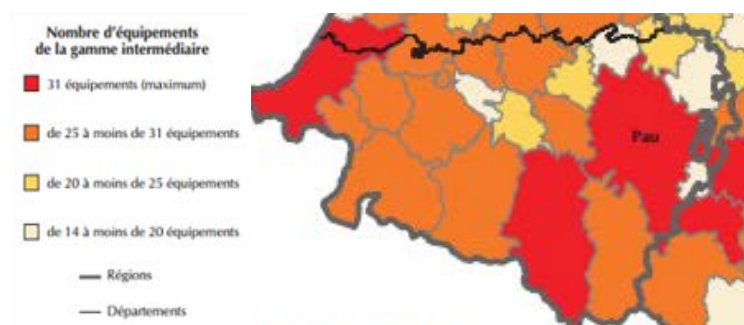 Nombre d'équipements
de la gamme intermédiaire
31 équipements (maximum)
de 25 à moins de 31 équipements
de 20 à moins de 25 équipements
de 14 à moins de 20 équipements
Régions
Départements
Pau